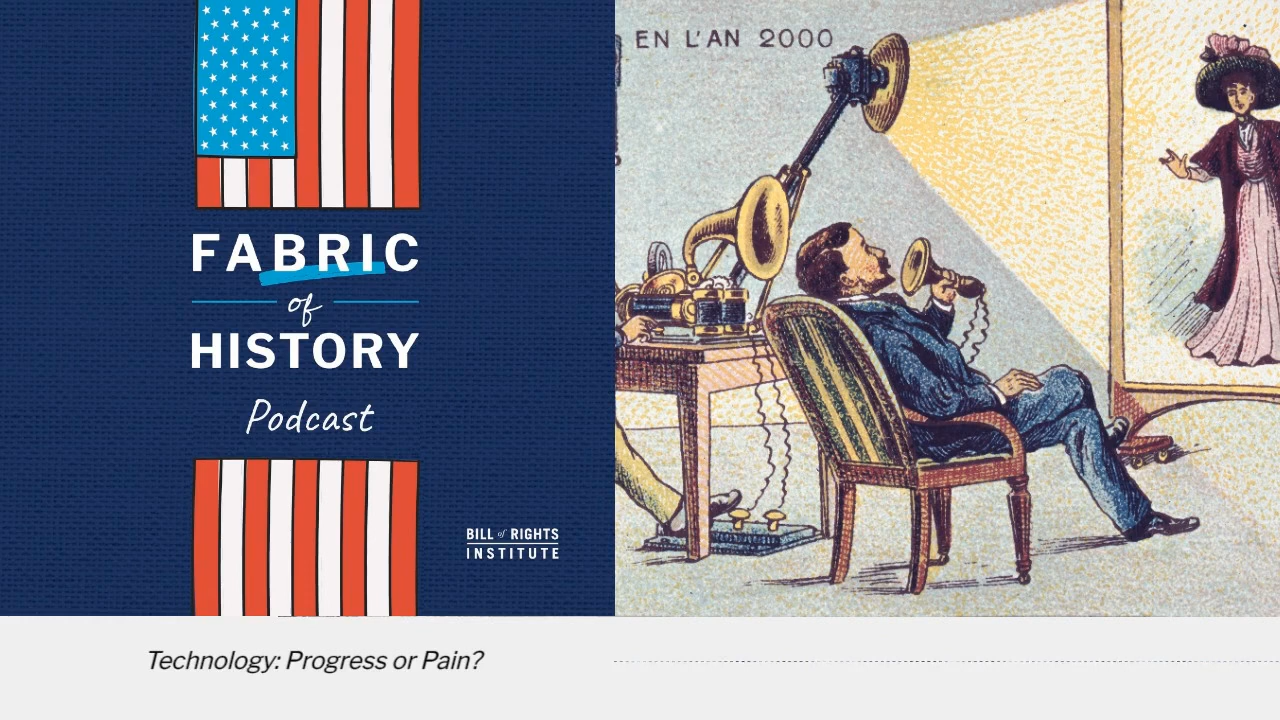 FABRIC
of
HISTORY
Podcast
BILL of RIGHTS
INSTITUTE
EN L'AN 2000
Technology: Progress or Pain?